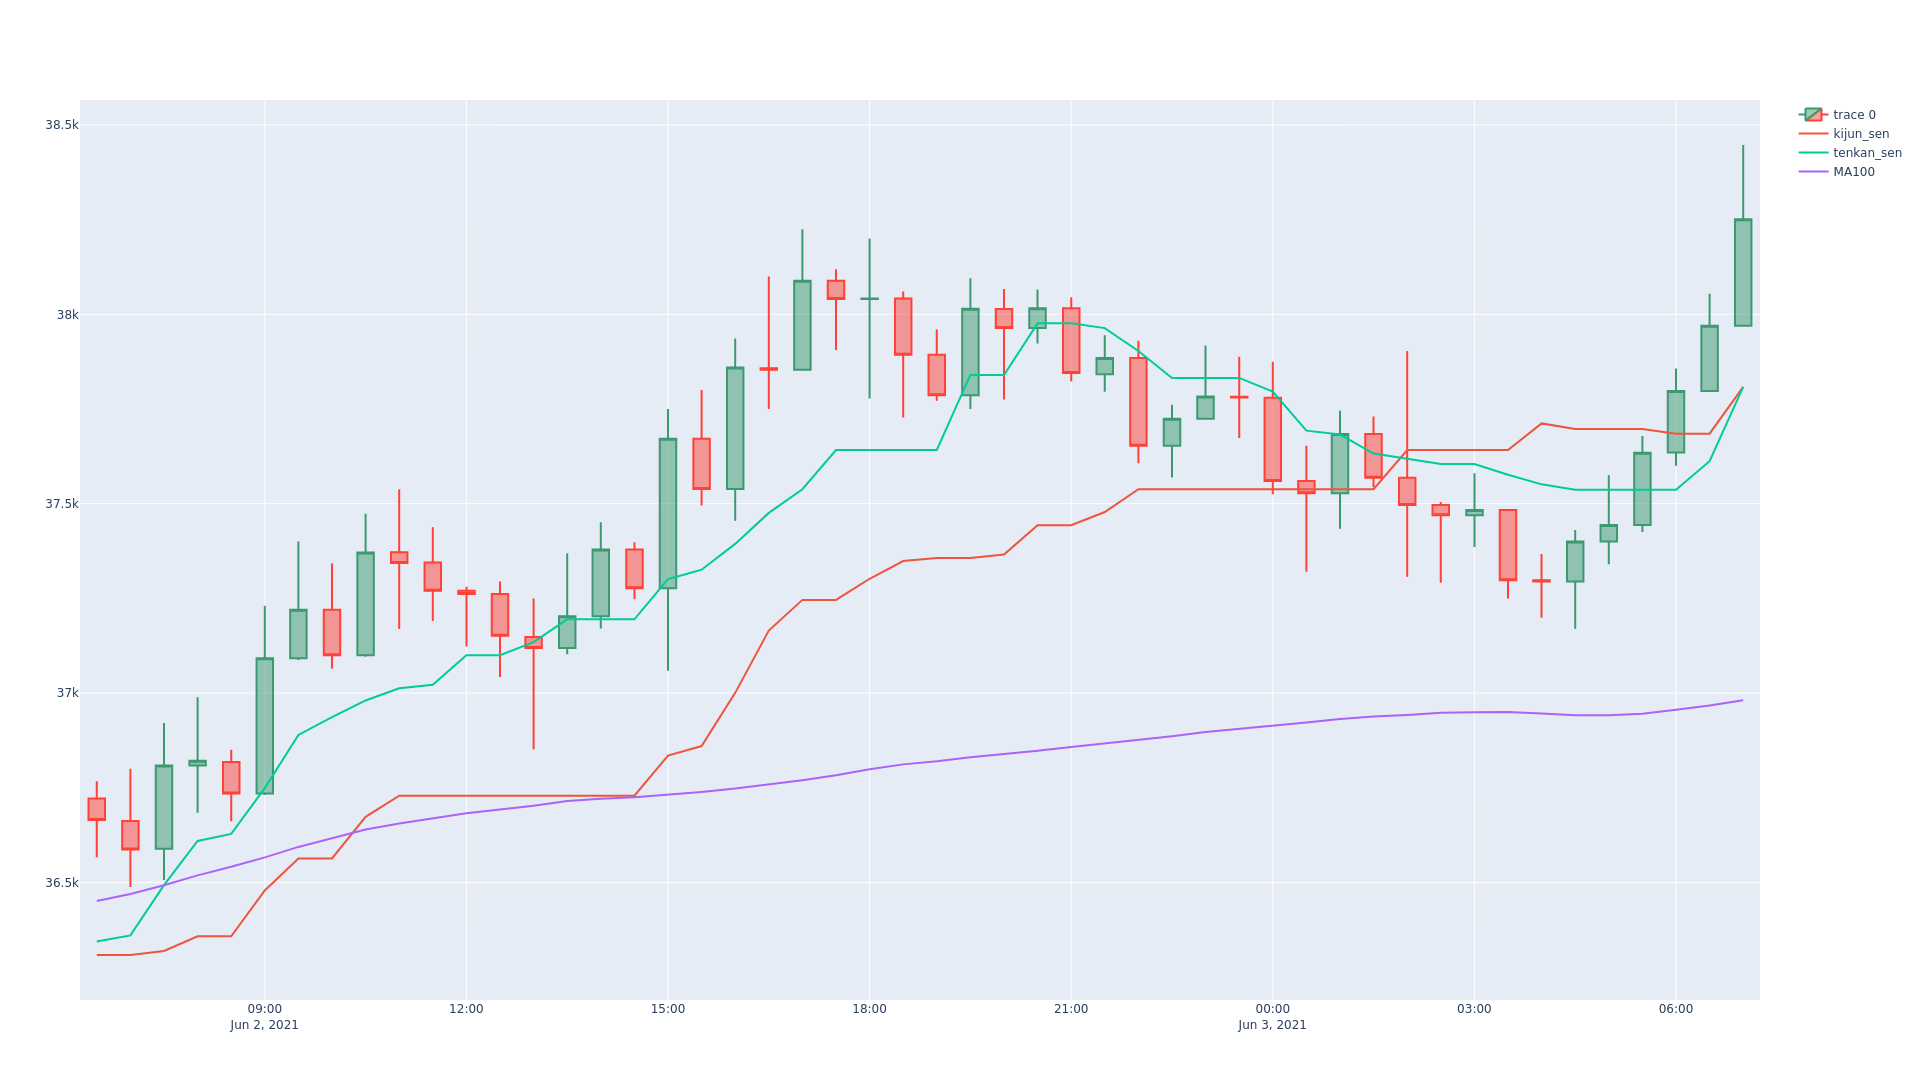 38.5k
38k
37.5k
37k
36.5k
09:00
Jun 2, 2021
12:00
15:00
18:00
21:00
00:00
Jun 3, 2021
03:00
06:00
trace 0
kijun_sen
tenkan_sen
MA100